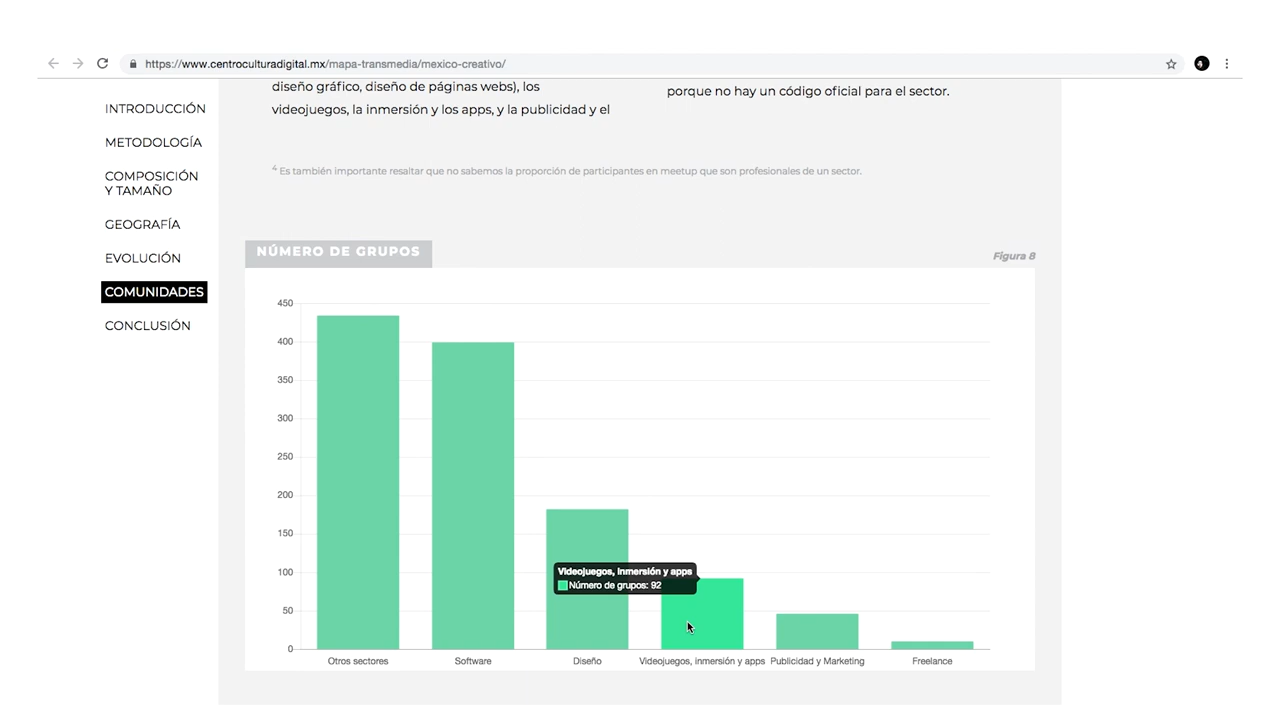 https://www.centroculturadigital.mx/mapa-transmedia/mexico-creativo/
INTRODUCCIÓN
METODOLOGÍA
COMPOSICIÓN
Y TAMAÑO
GEOGRAFÍA
EVOLUCIÓN
COMUNIDADES
CONCLUSIÓN
diseño gráfico, diseño de páginas webs), los
videojuegos, la inmersión y los apps, y la publicidad y el
porque no hay un código oficial para el sector.
4 Es también importante resaltar que no sabemos la proporción de participantes en meetup que son profesionales de un sector.
NÚMERO DE GRUPOS
Figura 8
450
400
350
300
250
200
150
100
50
0
Videojuegos, inmersión y apps
Número de grupos: 92
Otros sectores
Software
Diseño
Videojuegos, inmersión y apps
Publicidad y Marketing
Freelance